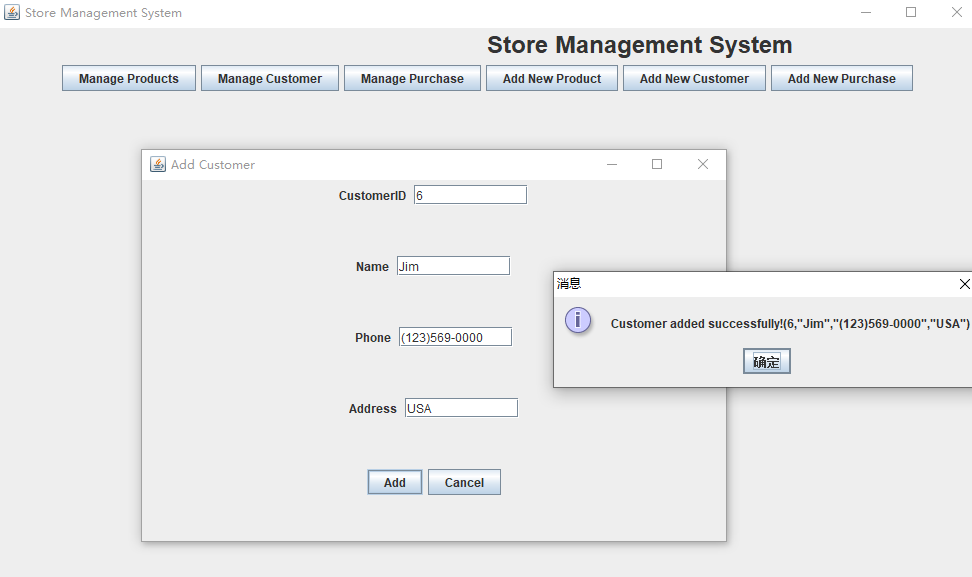 Store Management System
Store Management System
Manage Products Manage Customer Manage Purchase Add New Product Add New Customer Add New Purchase
Add Customer
CustomerID 6
Name Jim
Phone (123)569-0000
Address USA
Add Cancel
消息
Customer added successfully!(6,"Jim","(123)569-0000","USA")
确定